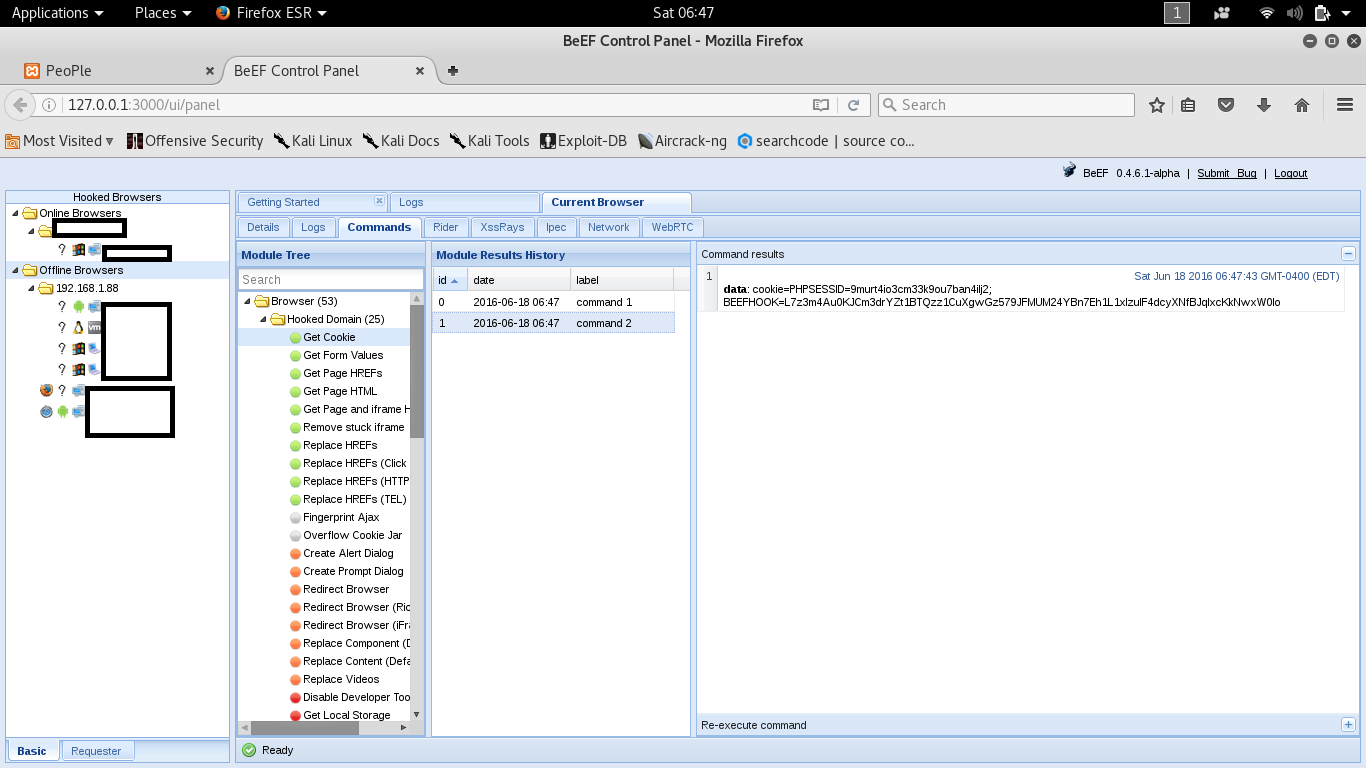 Applications Places Firefox ESR Sat 06:47 1
BeEF Control Panel - Mozilla Firefox
PeoPle BeEF Control Panel
127.0.0.1:3000/ui/panel Search
Most Visited Offensive Security Kali Linux Kali Docs Kali Tools Exploit-DB Aircrack-ng searchcode | source co...
BeEF 0.4.6.1-alpha | Submit Bug | Logout
Hooked Browsers
Online Browsers
Offline Browsers
192.168.1.88
Basic Requester
Getting Started Logs Current Browser
Details Logs Commands Rider XssRays Ipec Network WebRTC
Module Tree
Search
Browser (53)
Hooked Domain (25)
Get Cookie
Get Form Values
Get Page HREFs
Get Page HTML
Get Page and iframe H
Remove stuck iframe
Replace HREFs
Replace HREFs (Click
Replace HREFs (HTTP
Replace HREFs (TEL)
Fingerprint Ajax
Overflow Cookie Jar
Create Alert Dialog
Create Prompt Dialog
Redirect Browser
Redirect Browser (Ric
Redirect Browser (iFra
Replace Component (D
Replace Content (Defa
Replace Videos
Disable Developer Too
Get Local Storage
Module Results History
id date label
0 2016-06-18 06:47 command 1
1 2016-06-18 06:47 command 2
Command results
1 Sat Jun 18 2016 06:47:43 GMT-0400 (EDT)
data: cookie=PHPSESSID=9murt4io3cm33k9ou7ban4ilj2;
BEEFHOOK=L7z3m4Au0KJCm3drYZt1BTQzz1CuXgwGz579JFMUM24YBn7Eh1L1xIzulF4dcyXNfBJqlxcKkNwxW0lo
Re-execute command
Ready